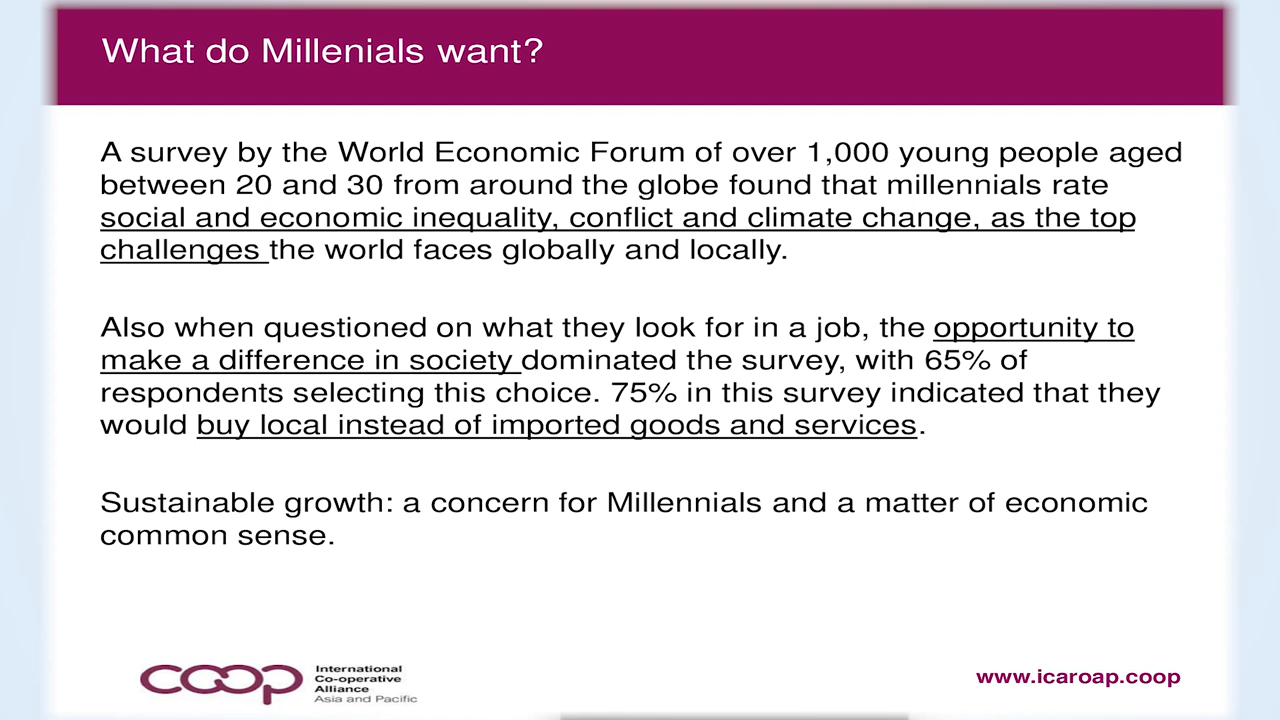 What do Millenials want?
A survey by the World Economic Forum of over 1,000 young people aged
between 20 and 30 from around the globe found that millennials rate
social and economic inequality, conflict and climate change, as the top
challenges the world faces globally and locally.
Also when questioned on what they look for in a job, the opportunity to
make a difference in society dominated the survey, with 65% of
respondents selecting this choice. 75% in this survey indicated that they
would buy local instead of imported goods and services.
Sustainable growth: a concern for Millennials and a matter of economic
common sense.
coop
International
Co-operative
Alliance
Asia and Pacific
www.icaroap.coop